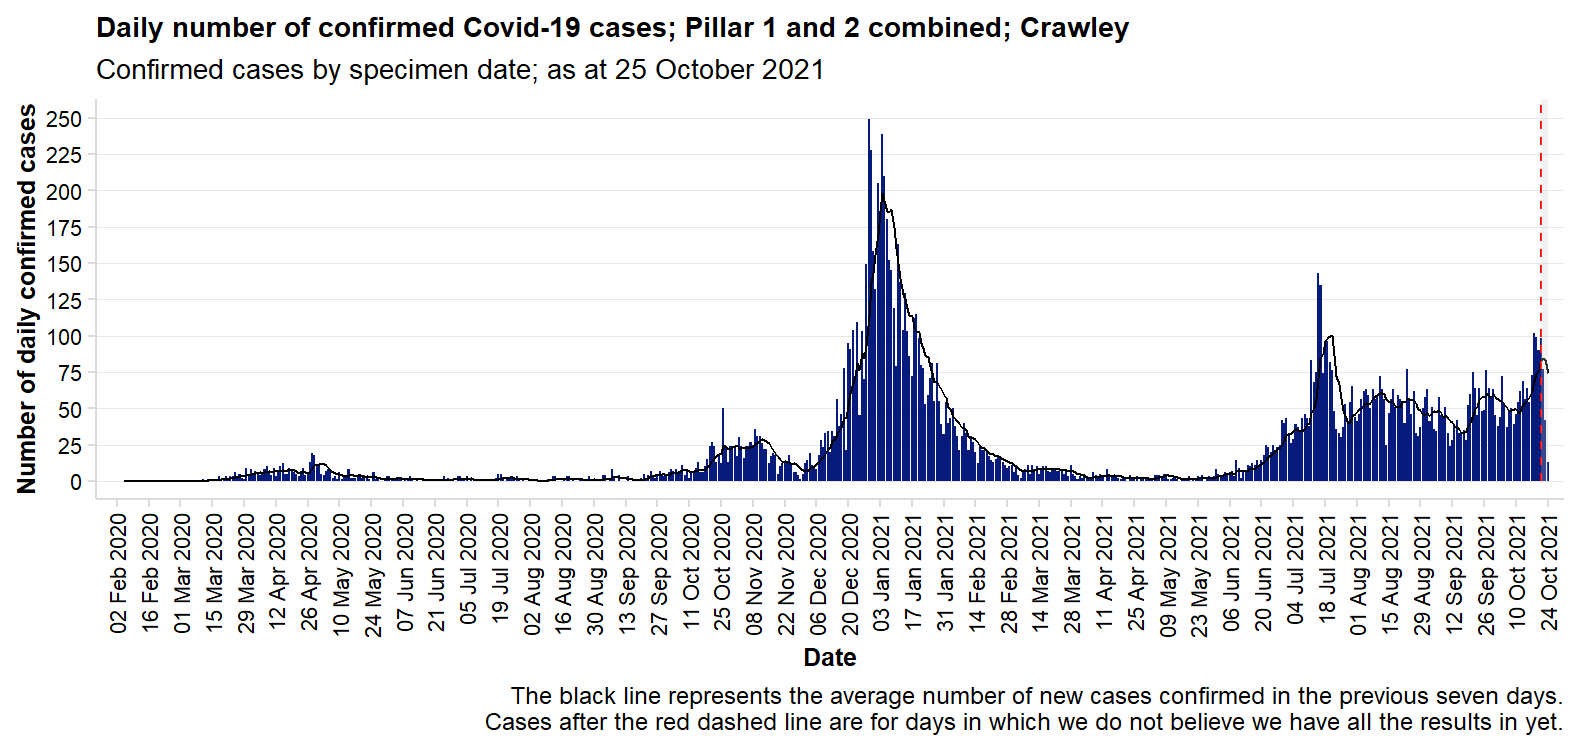 Daily number of confirmed Covid-19 cases; Pillar 1 and 2 combined; Crawley
Confirmed cases by specimen date; as at 25 October 2021
Number of daily confirmed cases
250
225
200
175
150
125
100
75
50
25
0
02 Feb 2020
16 Feb 2020
01 Mar 2020
15 Mar 2020
29 Mar 2020
12 Apr 2020
26 Apr 2020
10 May 2020
24 May 2020
07 Jun 2020
21 Jun 2020
05 Jul 2020
19 Jul 2020
02 Aug 2020
16 Aug 2020
30 Aug 2020
13 Sep 2020
27 Sep 2020
11 Oct 2020
25 Oct 2020
08 Nov 2020
22 Nov 2020
06 Dec 2020
20 Dec 2020
03 Jan 2021
17 Jan 2021
31 Jan 2021
14 Feb 2021
28 Feb 2021
14 Mar 2021
28 Mar 2021
11 Apr 2021
25 Apr 2021
09 May 2021
23 May 2021
06 Jun 2021
20 Jun 2021
04 Jul 2021
18 Jul 2021
01 Aug 2021
15 Aug 2021
29 Aug 2021
12 Sep 2021
26 Sep 2021
10 Oct 2021
24 Oct 2021
Date
The black line represents the average number of new cases confirmed in the previous seven days.
Cases after the red dashed line are for days in which we do not believe we have all the results in yet.